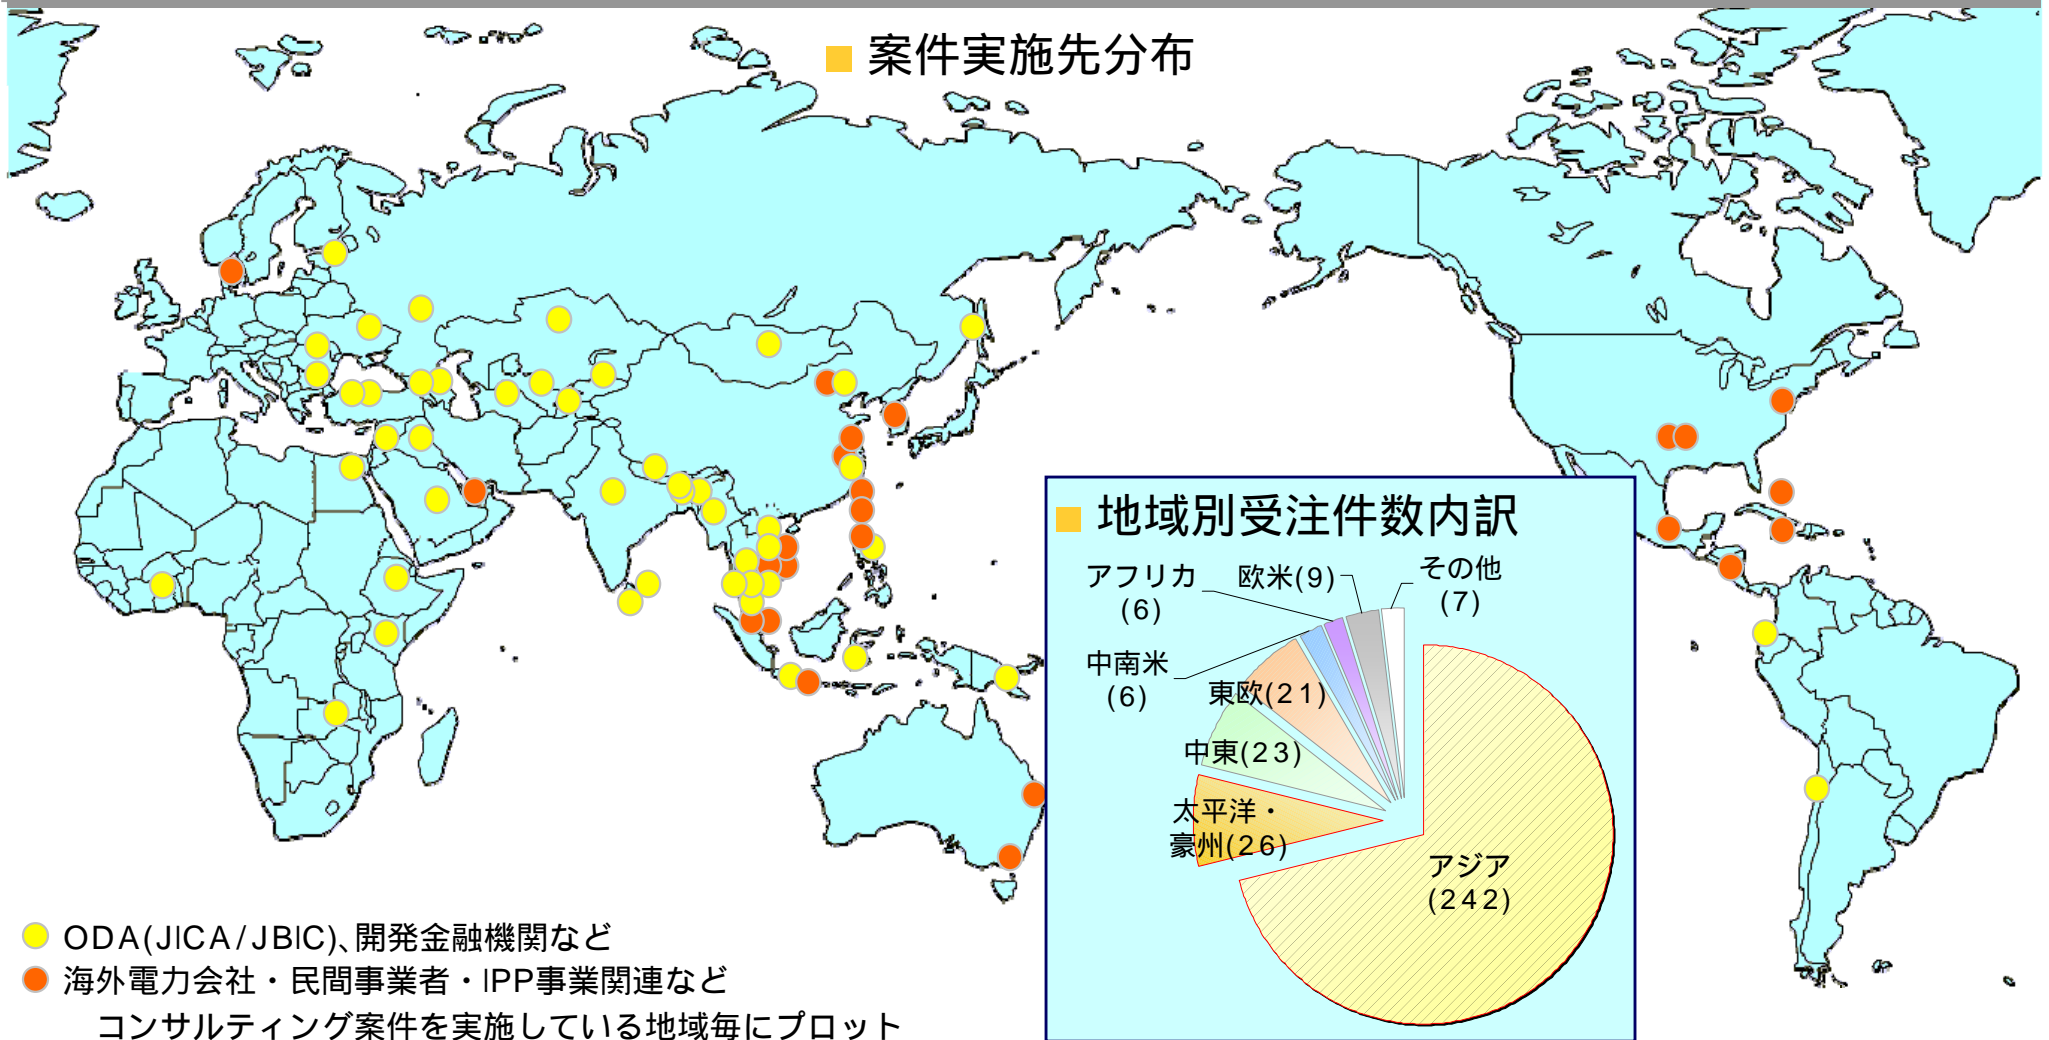 ■ 案件実施先分布
■ 地域別受注件数内訳
アフリカ
(6)
欧米(9)
その他
(7)
中南米
(6)
東欧(21)
中東(23)
太平洋・
豪州(26)
アジア
(242)
ODA(JICA/JBIC)、開発金融機関など
海外電力会社・民間事業者・IPP事業関連など
コンサルティング案件を実施している地域毎にプロット